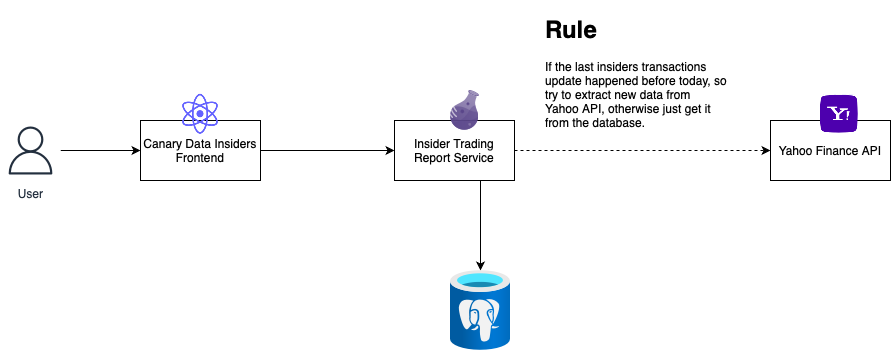 Rule
If the last insiders transactions
update happened before today, so
try to extract new data from
Yahoo API, otherwise just get it
from the database.
Canary Data Insiders
Frontend
Insider Trading
Report Service
Y!
Yahoo Finance API
User